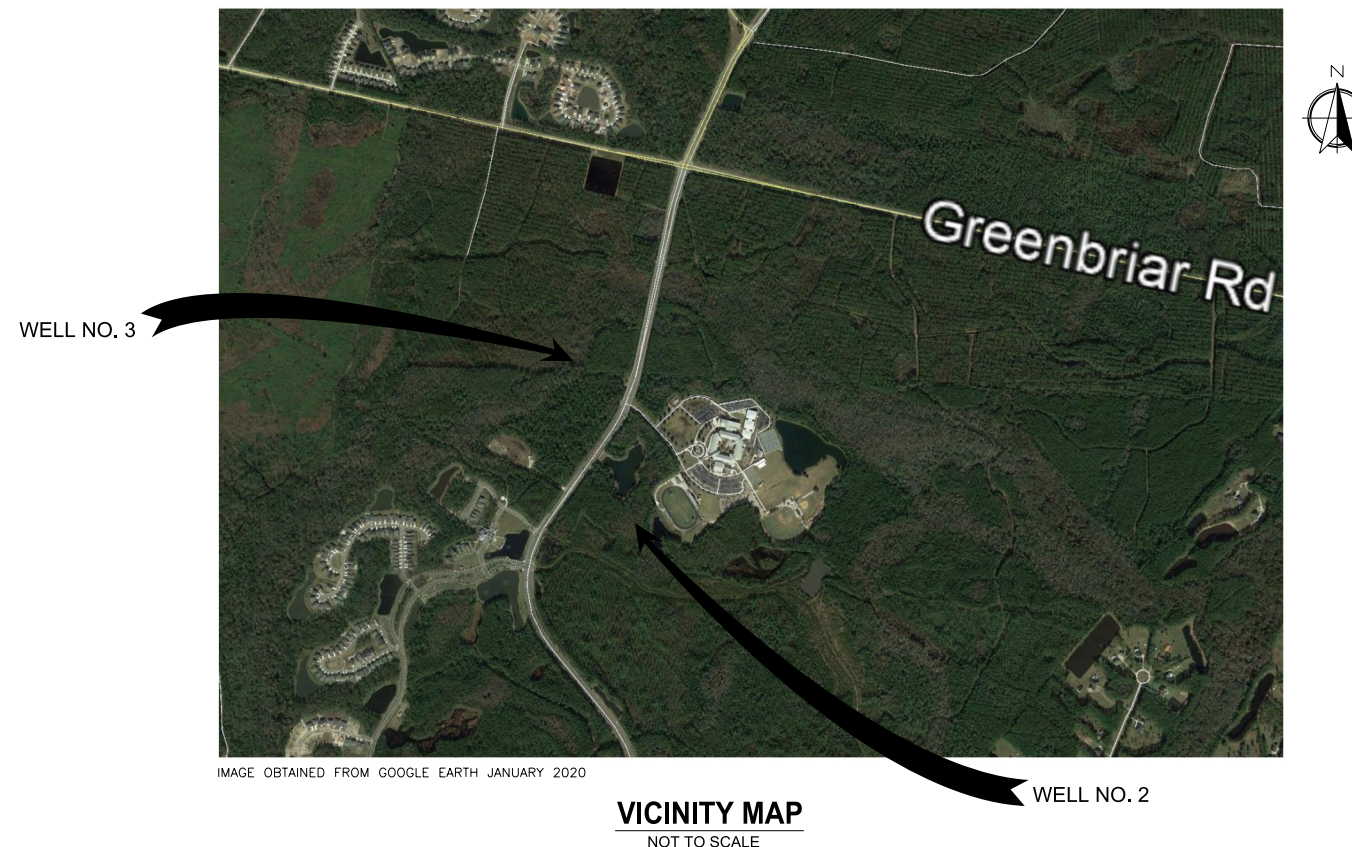 N
Greenbriar Rd
WELL NO. 3
IMAGE OBTAINED FROM GOOGLE EARTH JANUARY 2020
WELL NO. 2
VICINITY MAP
NOT TO SCALE